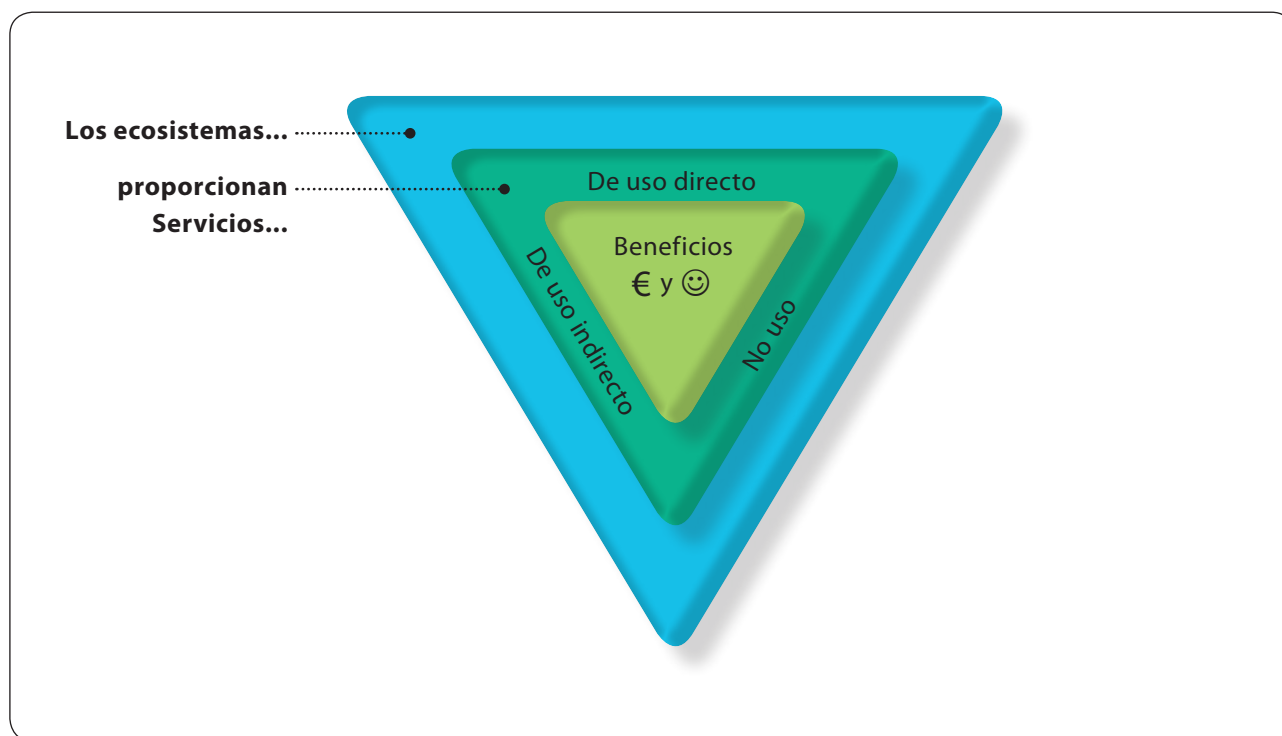 Los ecosistemas...
proporcionan
Servicios...
De uso directo
De uso indirecto
No uso
Beneficios
€ y ☺